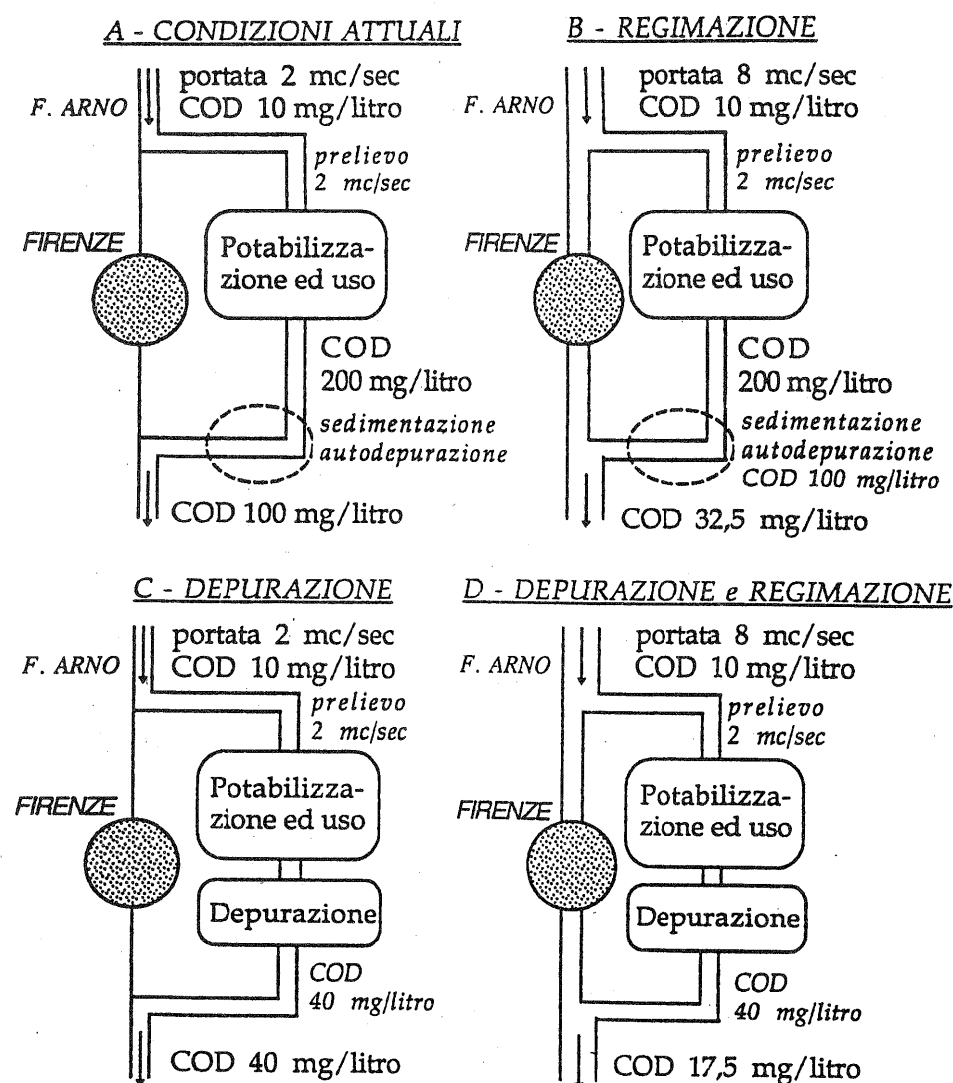 A - CONDIZIONI ATTUALI
portata 2 mc/sec
F. ARNO
COD 10 mg/litro
prelievo
2 mc/sec
FIRENZE
Potabilizza-
zione ed uso
COD
200 mg/litro
sedimentazione
autodepurazione
COD 100 mg/litro
B - REGIMAZIONE
portata 8 mc/sec
F. ARNO
COD 10 mg/litro
prelievo
2 mc/sec
FIRENZE
Potabilizza-
zione ed uso
COD
200 mg/litro
sedimentazione
autodepurazione
COD 100 mg/litro
COD 32,5 mg/litro
C - DEPURAZIONE
portata 2 mc/sec
F. ARNO
COD 10 mg/litro
prelievo
2 mc/sec
Potabilizza-
FIRENZE
zione ed uso
Depurazione
COD
40 mg/litro
COD 40 mg/litro
D - DEPURAZIONE e REGIMAZIONE
portata 8 mc/sec
F. ARNO
COD 10 mg/litro
prelievo
2 mc/sec
Potabilizza-
FIRENZE
zione ed uso
Depurazione
COD
40 mg/litro
COD 17,5 mg/litro